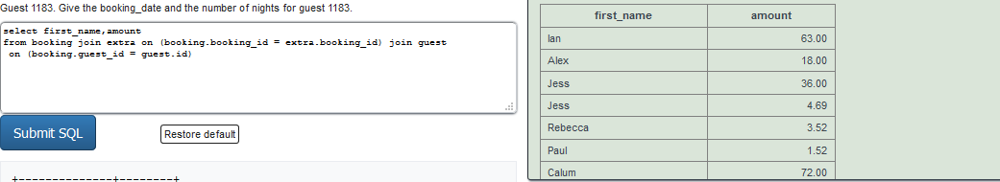 Guest 1183. Give the booking_date and the number of nights for guest 1183.
select first_name,amount
from booking join extra on (booking.booking_id = extra.booking_id) join guest
on (booking.guest_id = guest.id)
Submit SQL
Restore default
+--------------+--------+
first_name amount
Ian 63.00
Alex 18.00
Jess 36.00
Jess 4.69
Rebecca 3.52
Paul 1.52
Calum 72.00